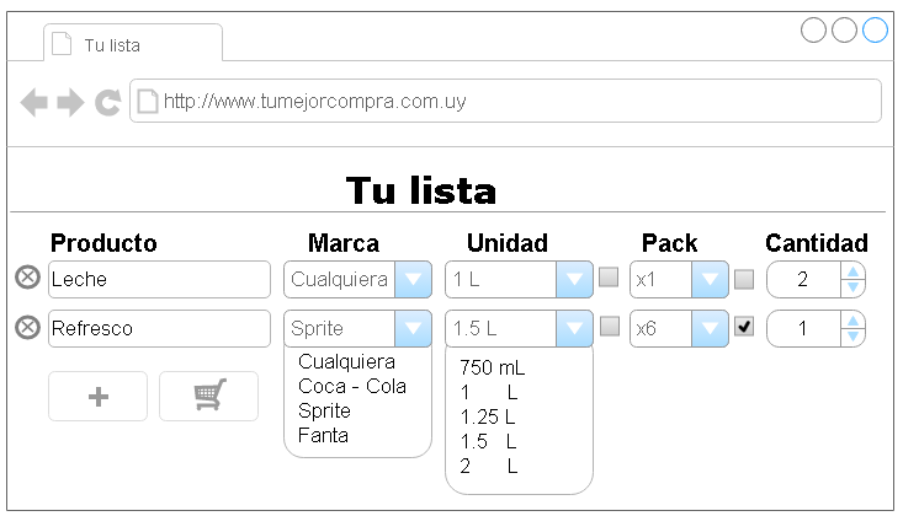 Tu lista
http://www.tumejorcompra.com.uy
Tu lista
Producto Marca Unidad Pack Cantidad
Leche Cualquiera 1 L x1 2
Refresco Sprite 1.5 L x6 1
Cualquiera
Coca - Cola
Sprite
Fanta
750 mL
1 L
1.25 L
1.5 L
2 L
+